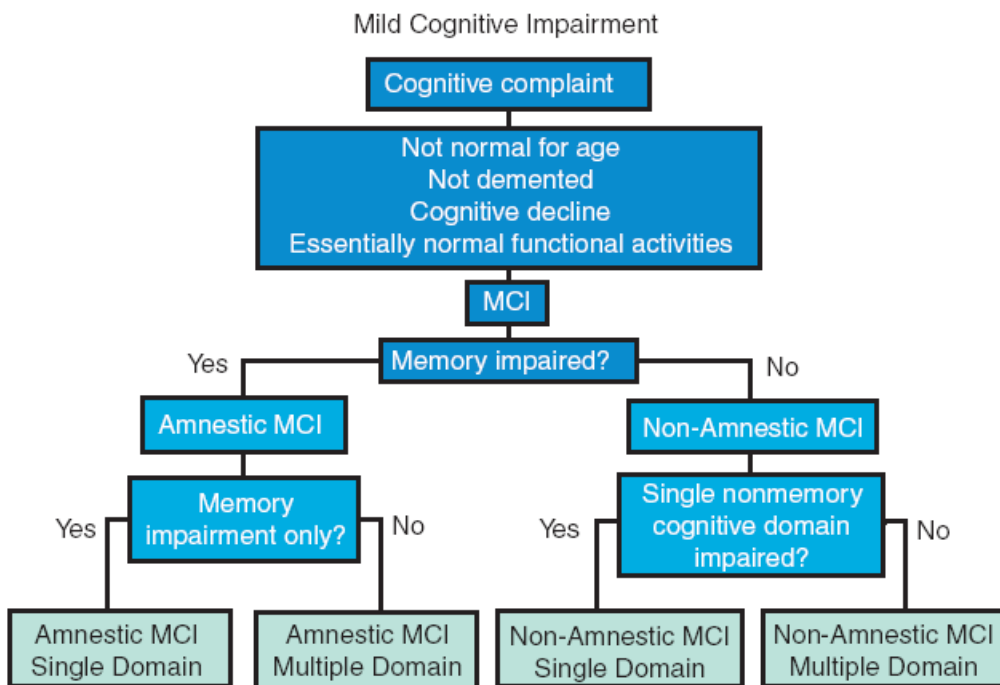 Mild Cognitive Impairment
Cognitive complaint
Not normal for age
Not demented
Cognitive decline
Essentially normal functional activities
MCI
Yes
Memory impaired?
No
Amnestic MCI
Non-Amnestic MCI
Yes
Memory
impairment only?
No
Yes
Single nonmemory
cognitive domain
impaired?
No
Amnestic MCI
Single Domain
Amnestic MCI
Multiple Domain
Non-Amnestic MCI
Single Domain
Non-Amnestic MCI
Multiple Domain